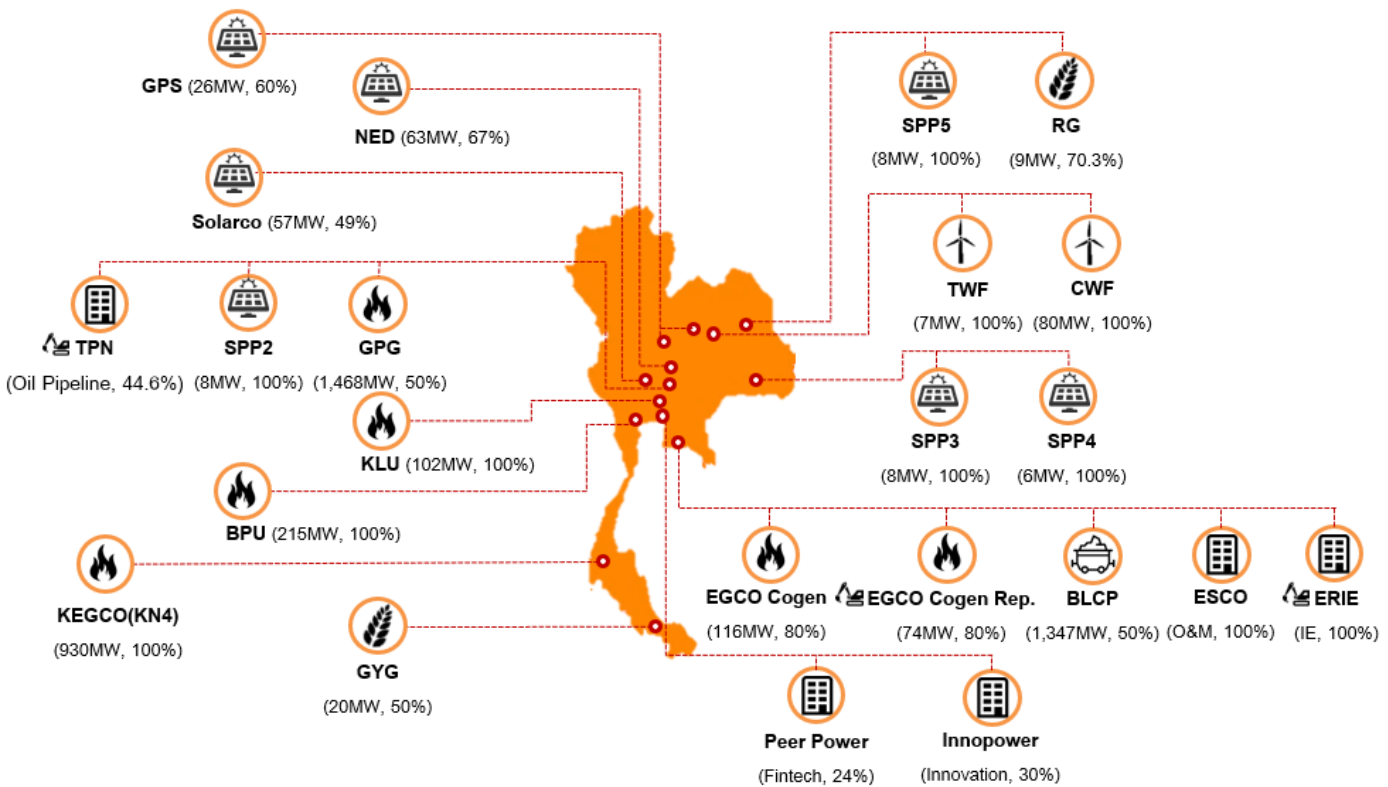 GPS (26MW, 60%)
NED (63MW, 67%)
Solarco (57MW, 49%)
TPN
(Oil Pipeline, 44.6%)
SPP2
(8MW, 100%)
GPG
(1,468MW, 50%)
KLU (102MW, 100%)
BPU (215MW, 100%)
KEGCO(KN4)
(930MW, 100%)
GYG
(20MW, 50%)
SPP5
(8MW, 100%)
RG
(9MW, 70.3%)
TWF
(7MW, 100%)
CWF
(80MW, 100%)
SPP3
(8MW, 100%)
SPP4
(6MW, 100%)
EGCO Cogen
(116MW, 80%)
EGCO Cogen Rep.
(74MW, 80%)
BLCP
(1,347MW, 50%)
ESCO
(O&M, 100%)
ERIE
(IE, 100%)
Peer Power
(Fintech, 24%)
Innopower
(Innovation, 30%)